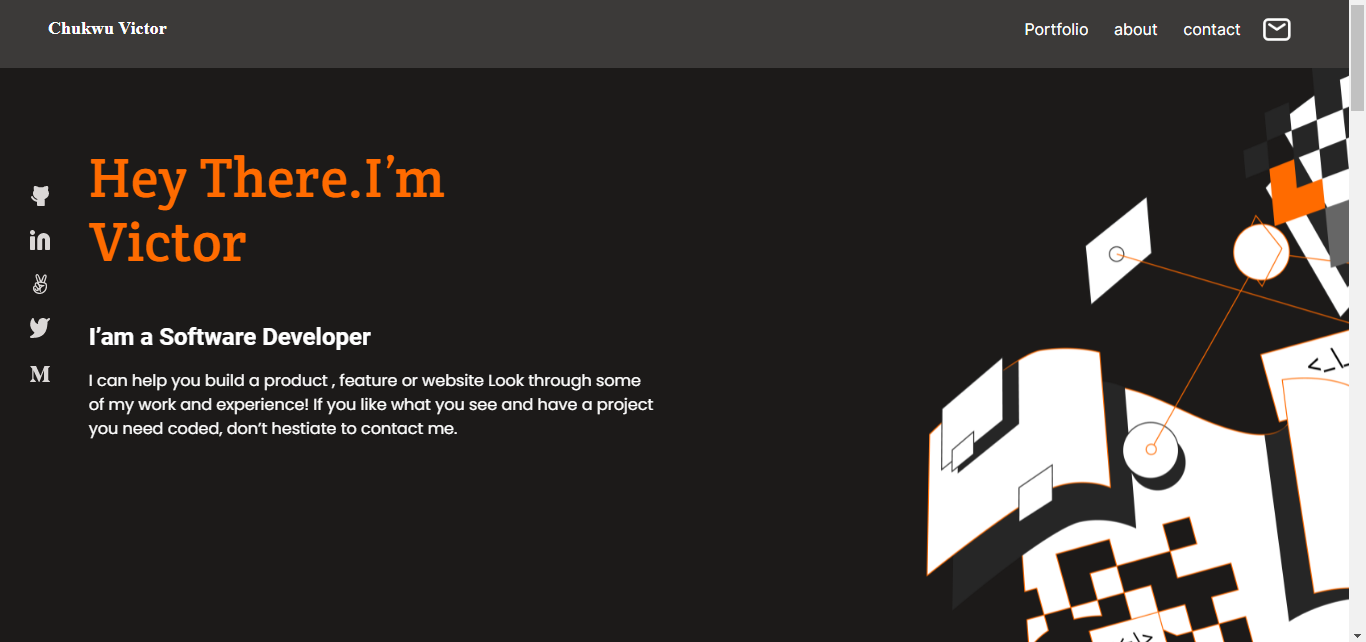 Chukwu Victor
Portfolio about contact
Hey There.I’m
Victor
I’am a Software Developer
I can help you build a product , feature or website Look through some
of my work and experience! If you like what you see and have a project
you need coded, don’t hestiate to contact me.